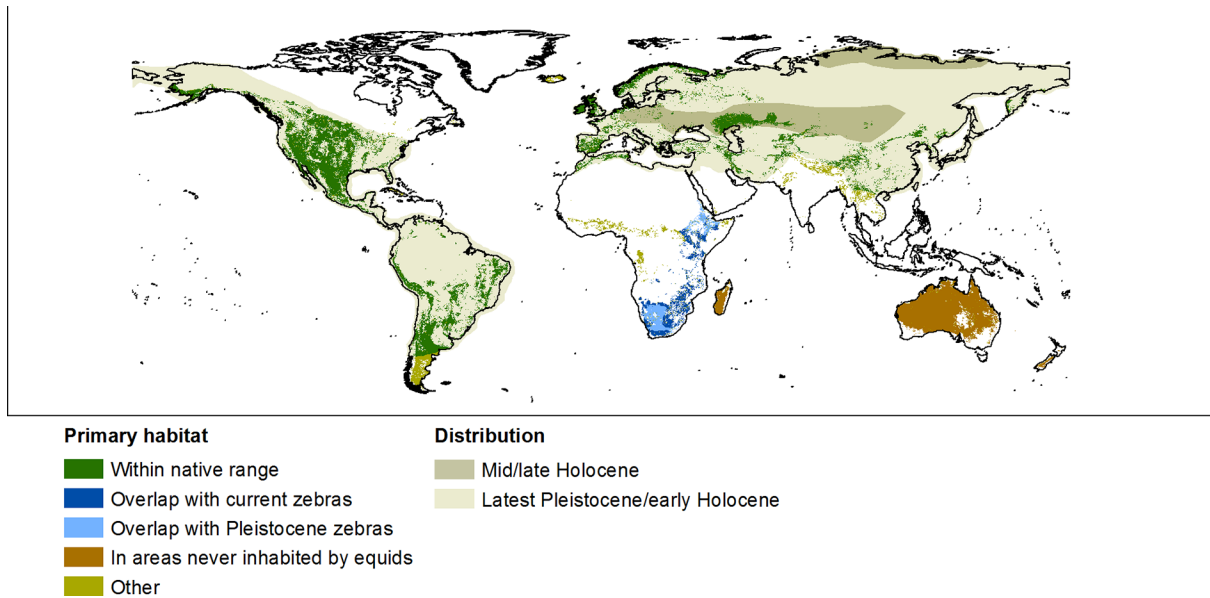 Primary habitat
Within native range
Overlap with current zebras
Overlap with Pleistocene zebras
In areas never inhabited by equids
Other
Distribution
Mid/late Holocene
Latest Pleistocene/early Holocene